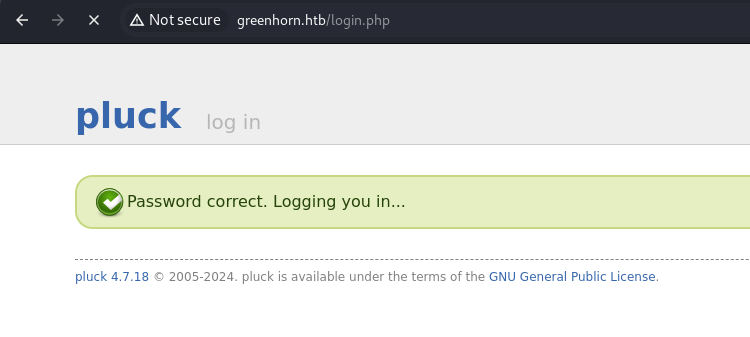 Not secure greenhorn.htb/login.php
pluck log in
Password correct. Logging you in...
pluck 4.7.18 © 2005-2024. pluck is available under the terms of the GNU General Public License.